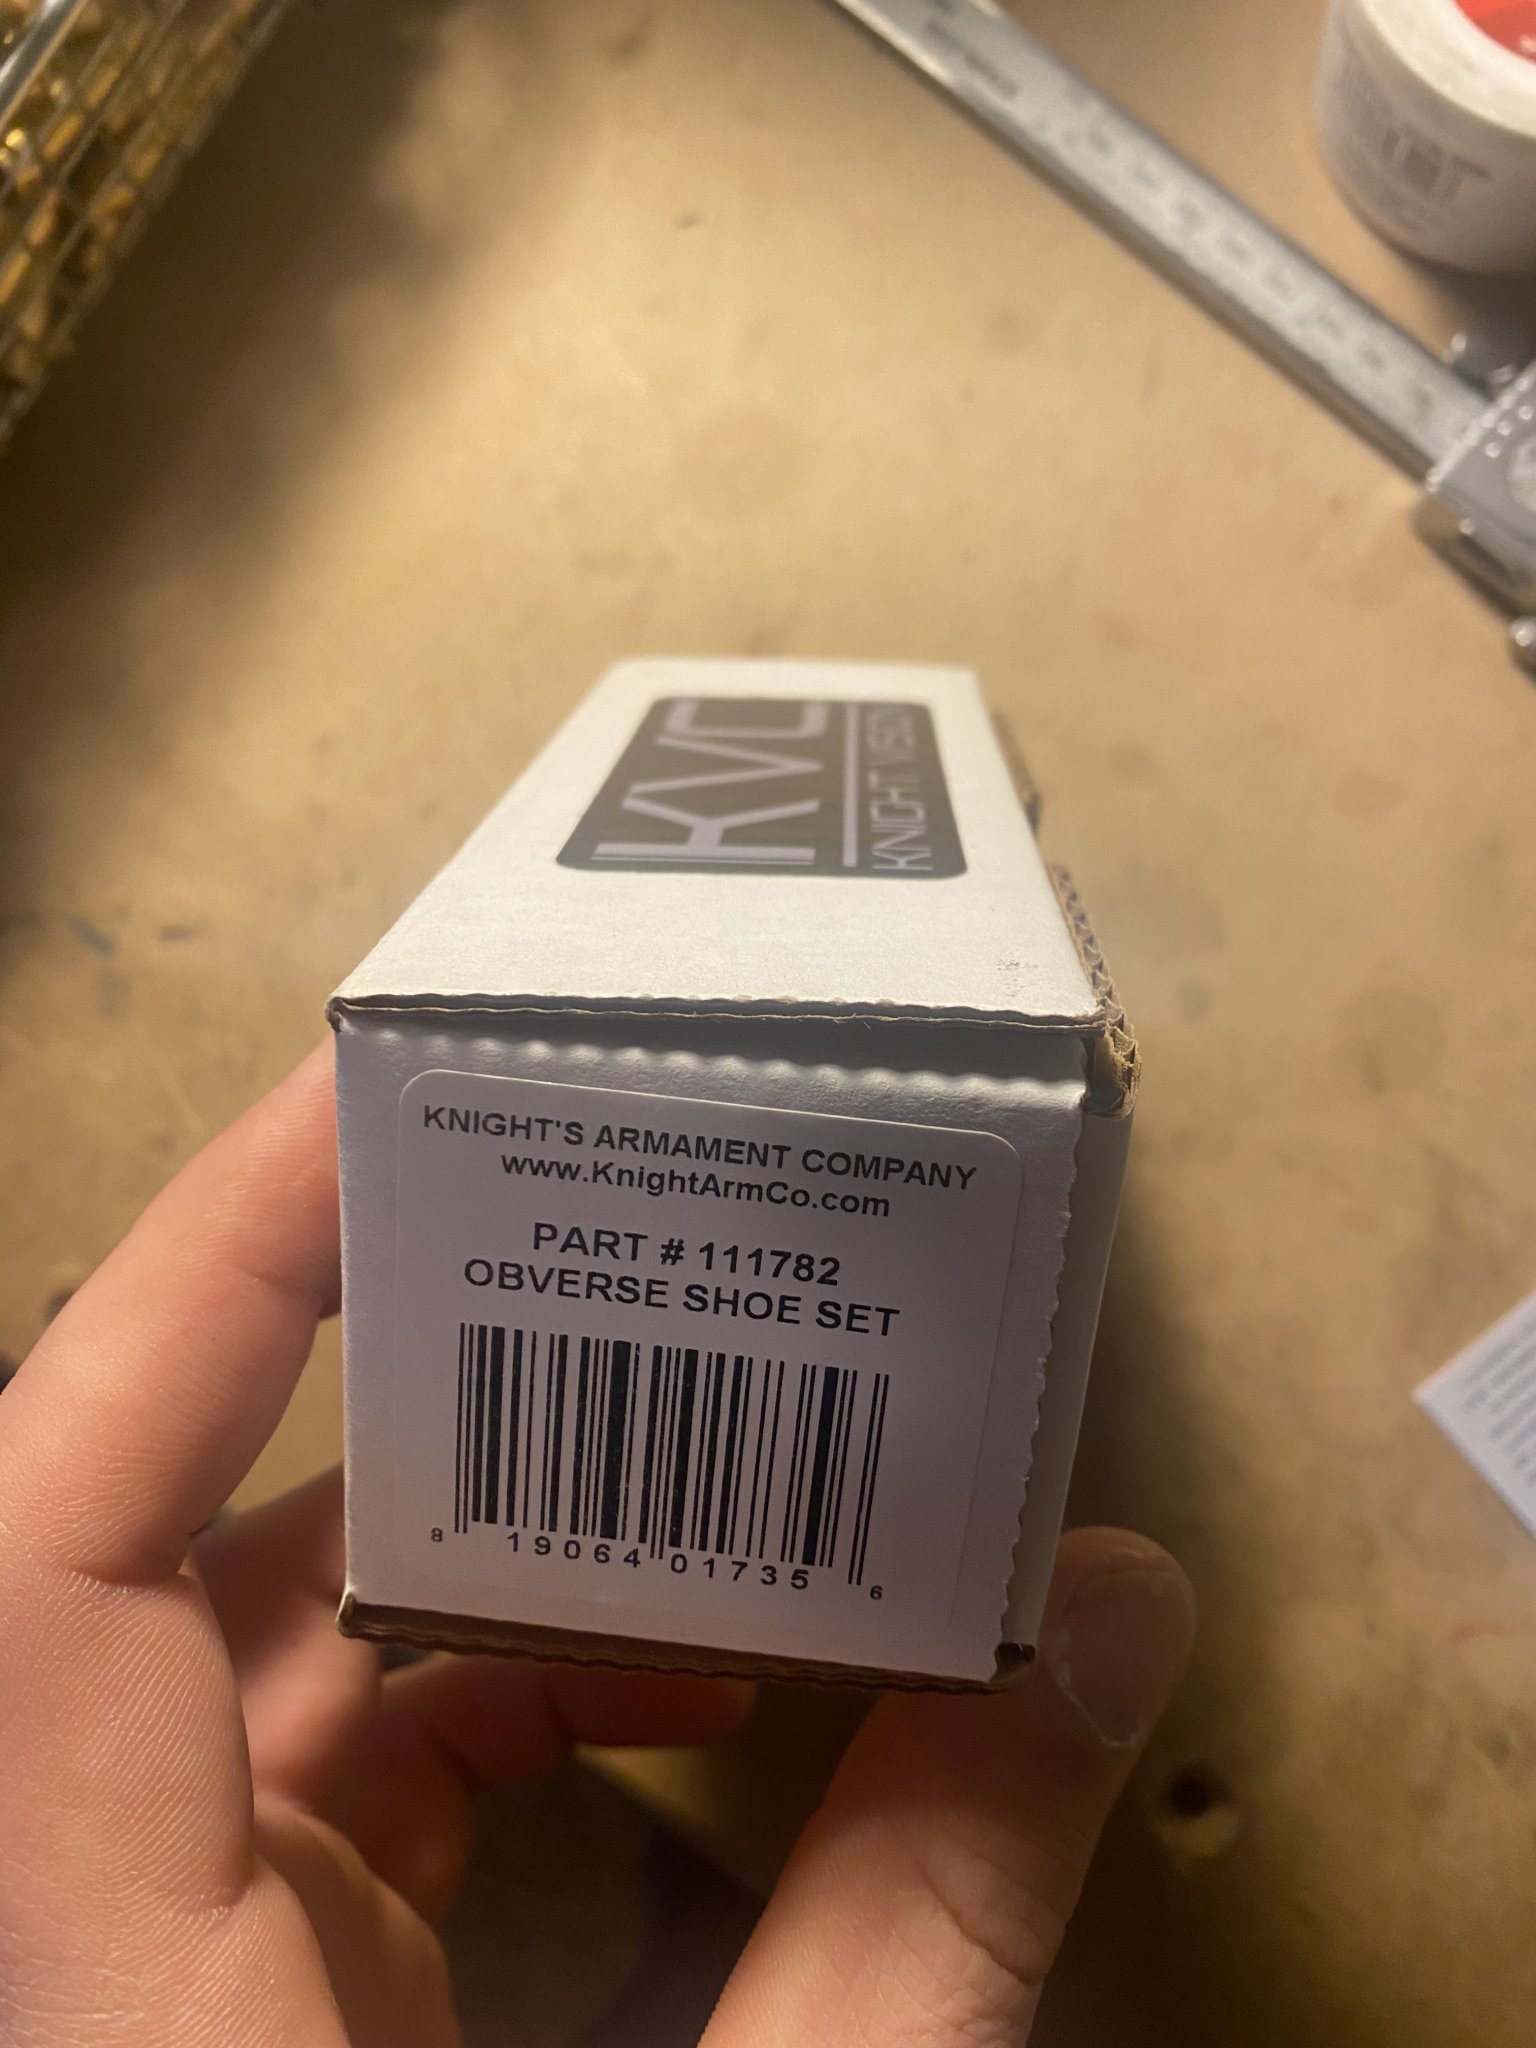 KVC
KNIGHT VISION
KNIGHT'S ARMAMENT COMPANY
www.KnightArmCo.com
PART # 111782
OBVERSE SHOE SET
8 19064 01735 6